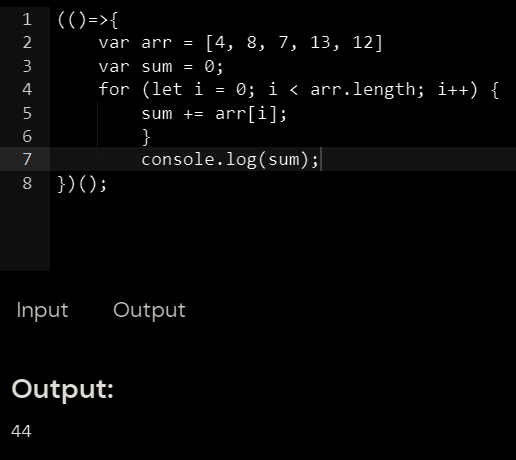 1 (()=>{
2     var arr = [4, 8, 7, 13, 12]
3     var sum = 0;
4     for (let i = 0; i < arr.length; i++) {
5         sum += arr[i];
6         }
7         console.log(sum);
8 })();
Input Output
Output:
44